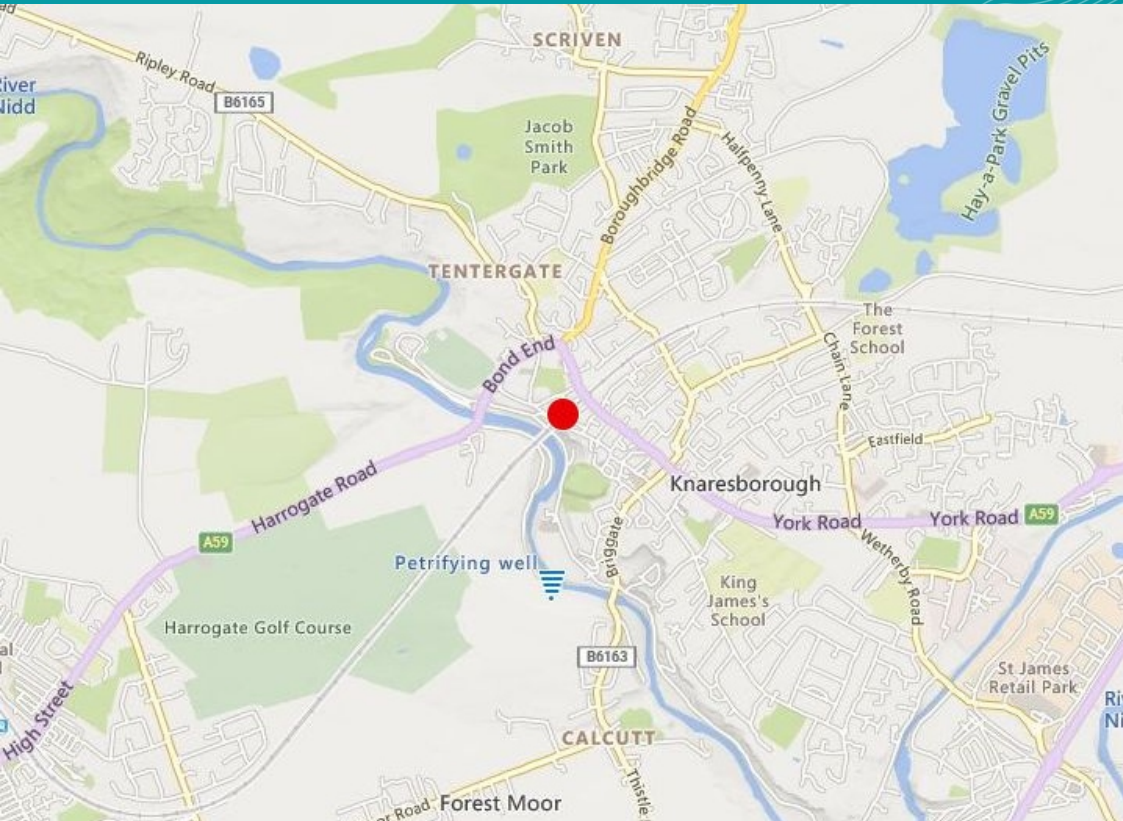 SCRIVEN
Ripley Road
River
Nidd
B6165
Jacob
Smith
Park
Boroughbridge Road
Halfpenny Lane
Hay-a-Park Gravel Pits
TENTERGATE
The
Forest
School
Bond End
Chain Lane
Eastfield
Harrogate Road
Knaresborough
A59
York Road
York Road
A59
Briggate
Wetherby Road
Petrifying well
King
James's
School
Harrogate Golf Course
B6163
St James
Retail Park
High Street
CALCUTT
Thistle
Forest Moor